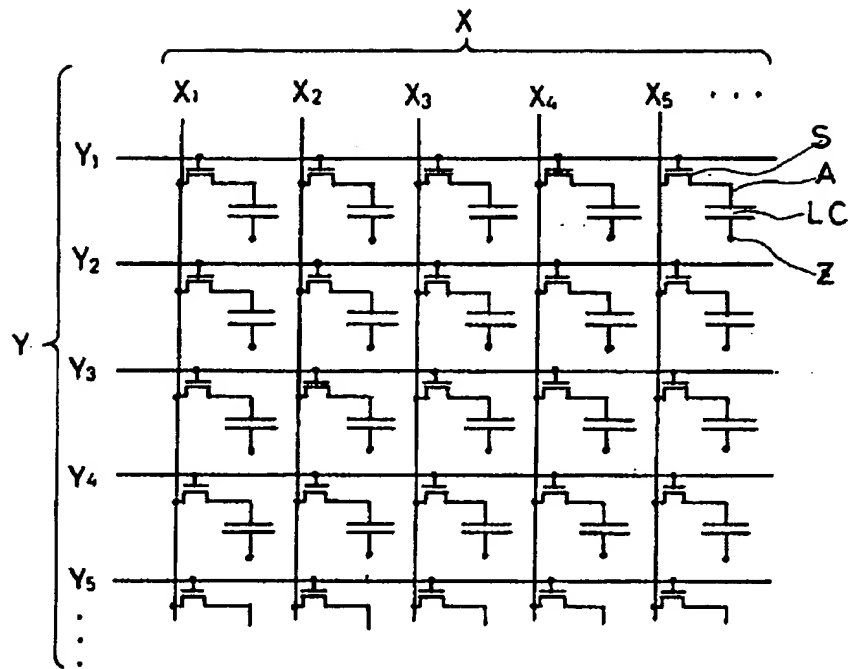 X
X₁ X₂ X₃ X₄ X₅ · · ·
Y₁
S
A
LC
Y₂
Z
Y
Y₃
Y₄
Y₅
·
·
·